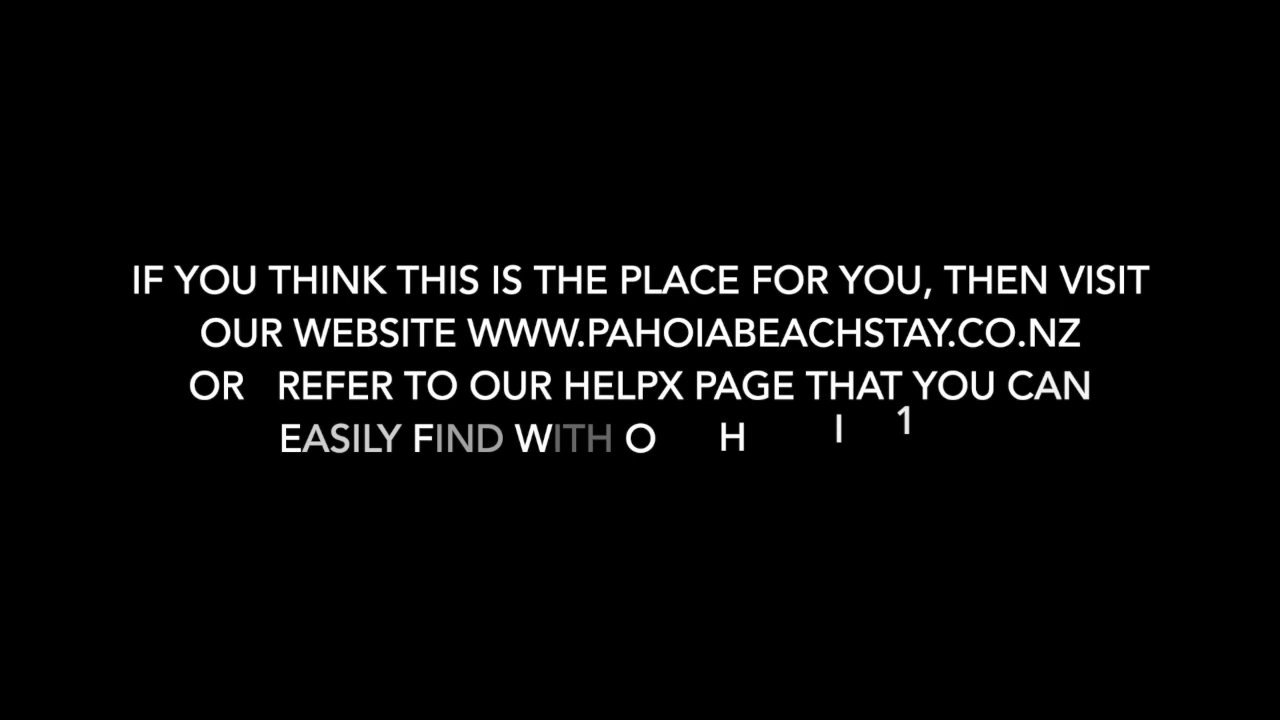 IF YOU THINK THIS IS THE PLACE FOR YOU, THEN VISIT
OUR WEBSITE WWW.PAHOIABEACHSTAY.CO.NZ
OR REFER TO OUR HELPX PAGE THAT YOU CAN
EASILY FIND WITH O H I 1